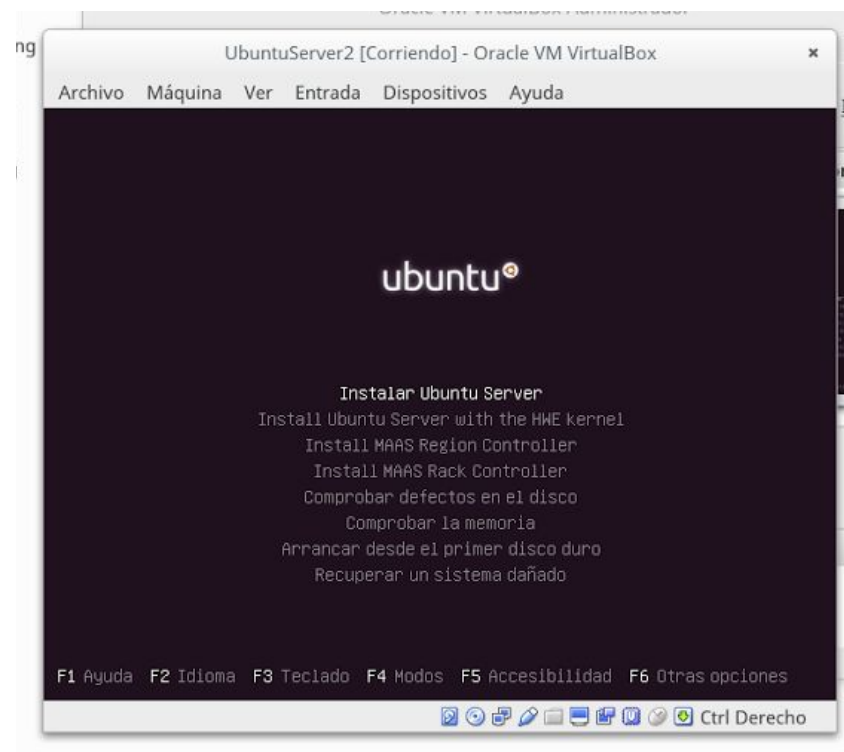 ng
UbuntuServer2 [Corriendo] - Oracle VM VirtualBox
Archivo Máquina Ver Entrada Dispositivos Ayuda
ubuntu
Instalar Ubuntu Server
Install Ubuntu Server with the HWE kernel
Install MAAS Region Controller
Install MAAS Rack Controller
Comprobar defectos en el disco
Comprobar la memoria
Arrancar desde el primer disco duro
Recuperar un sistema dañado
F1 Ayuda F2 Idioma F3 Teclado F4 Modos F5 Accesibilidad F6 Otras opciones
Ctrl Derecho